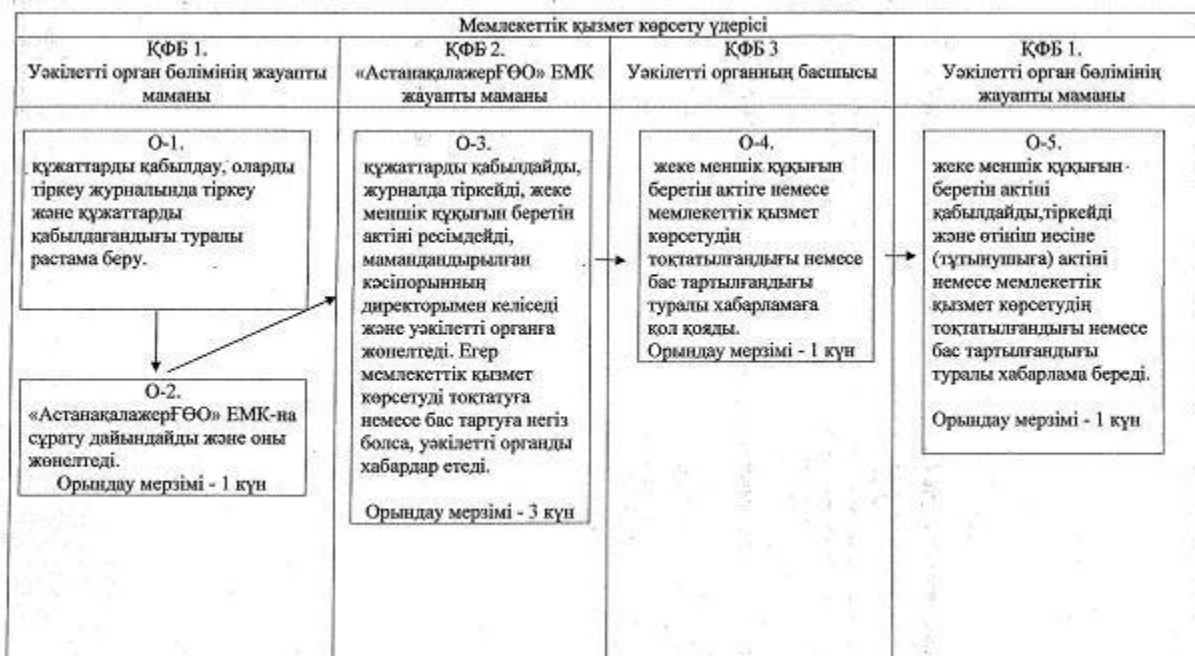 Мемлекеттік қызмет көрсету үдерісі
ҚФБ 1.
Уәкілетті орган бөлімінің жауапты
маманы
ҚФБ 2.
«АстанақалажерҒӨО» ЕМК
жауапты маманы
ҚФБ 3
Уәкілетті органның басшысы
ҚФБ 1.
Уәкілетті орган бөлімінің
жауапты маманы
О-1.
құжаттарды қабылдау, оларды
тіркеу журналында тіркеу
және құжаттарды
қабылдағандығы туралы
растама беру.
О-2.
«АстанақалажерҒӨО» ЕМК-на
сұрату дайындайды және оны
жөнелтеді.
Орындау мерзімі - 1 күн
О-3.
құжаттарды қабылдайды,
журналда тіркейді, жеке
меншік құқығын беретін
актіні ресімдейді,
мамандандырылған
кәсіпорынның
директорымен келіседі
және уәкілетті органға
жөнелтеді. Егер
мемлекеттік қызмет
көрсетуді тоқтатуға
немесе бас тартуға негіз
болса, уәкілетті органды
хабардар етеді.
Орындау мерзімі - 3 күн
О-4.
жеке меншік құқығын
беретін актіге немесе
мемлекеттік қызмет
көрсетудің
тоқтатылғандығы немесе
бас тартылғандығы
туралы хабарламаға
қол қояды.
Орындау мерзімі - 1 күн
О-5.
жеке меншік құқығын
беретін актіні
қабылдайды,тіркейді
және өтініш иесіне
(тұтынушыға) актіні
немесе мемлекеттік
қызмет көрсетудің
тоқтатылғандығы немесе
бас тартылғандығы
туралы хабарлама береді.
Орындау мерзімі - 1 күн